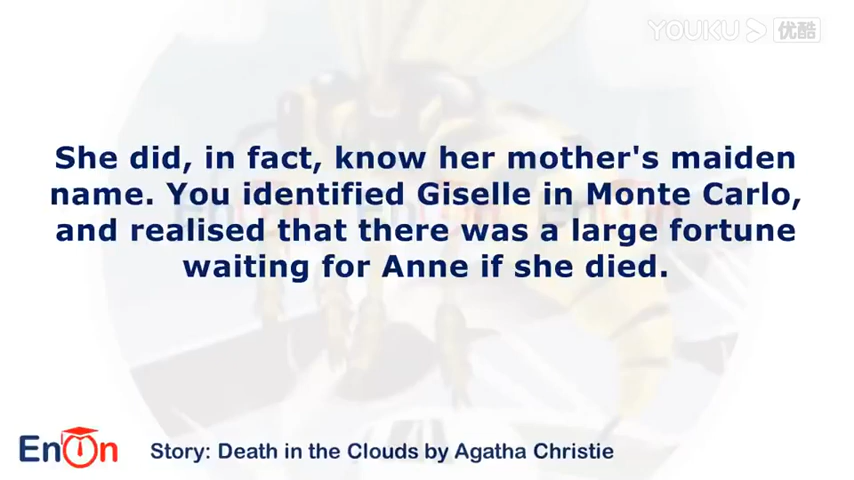 YOUKU 优酷
She did, in fact, know her mother's maiden
name. You identified Giselle in Monte Carlo,
and realised that there was a large fortune
waiting for Anne if she died.
EnOn
Story: Death in the Clouds by Agatha Christie